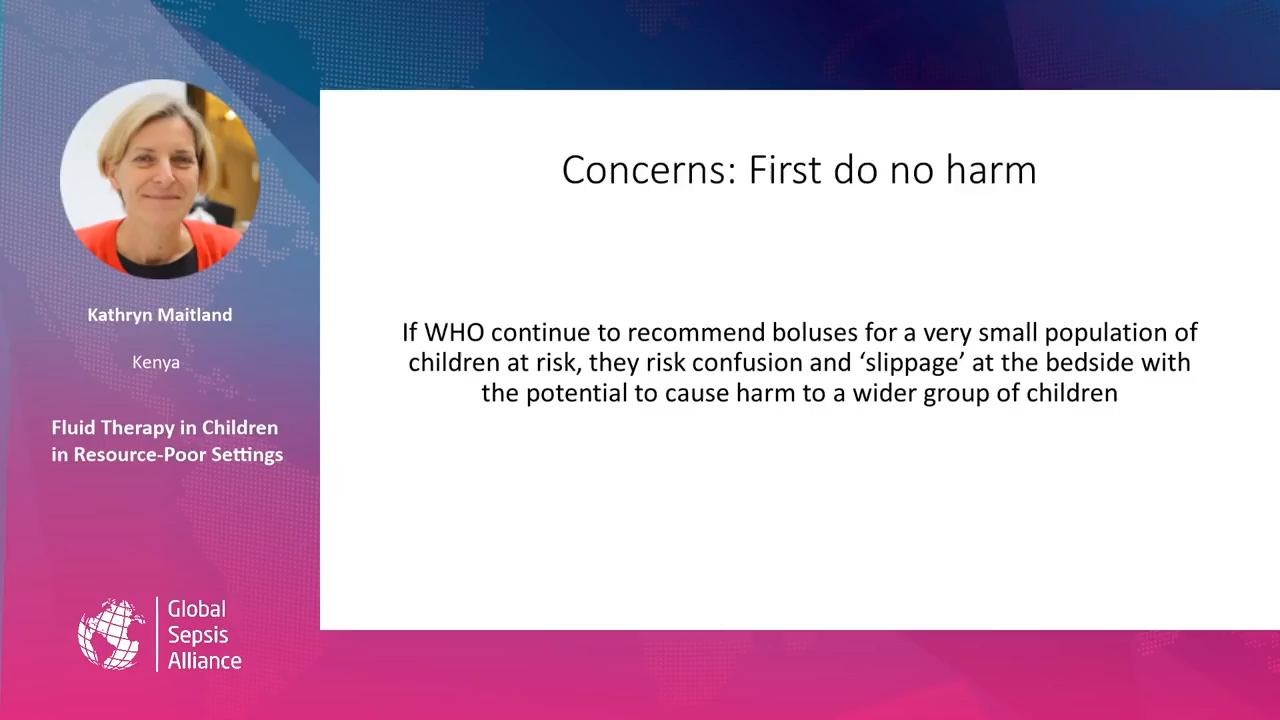 Kathryn Maitland
Kenya
Fluid Therapy in Children
in Resource-Poor Settings
Global
Sepsis
Alliance
Concerns: First do no harm
If WHO continue to recommend boluses for a very small population of
children at risk, they risk confusion and ‘slippage’ at the bedside with
the potential to cause harm to a wider group of children